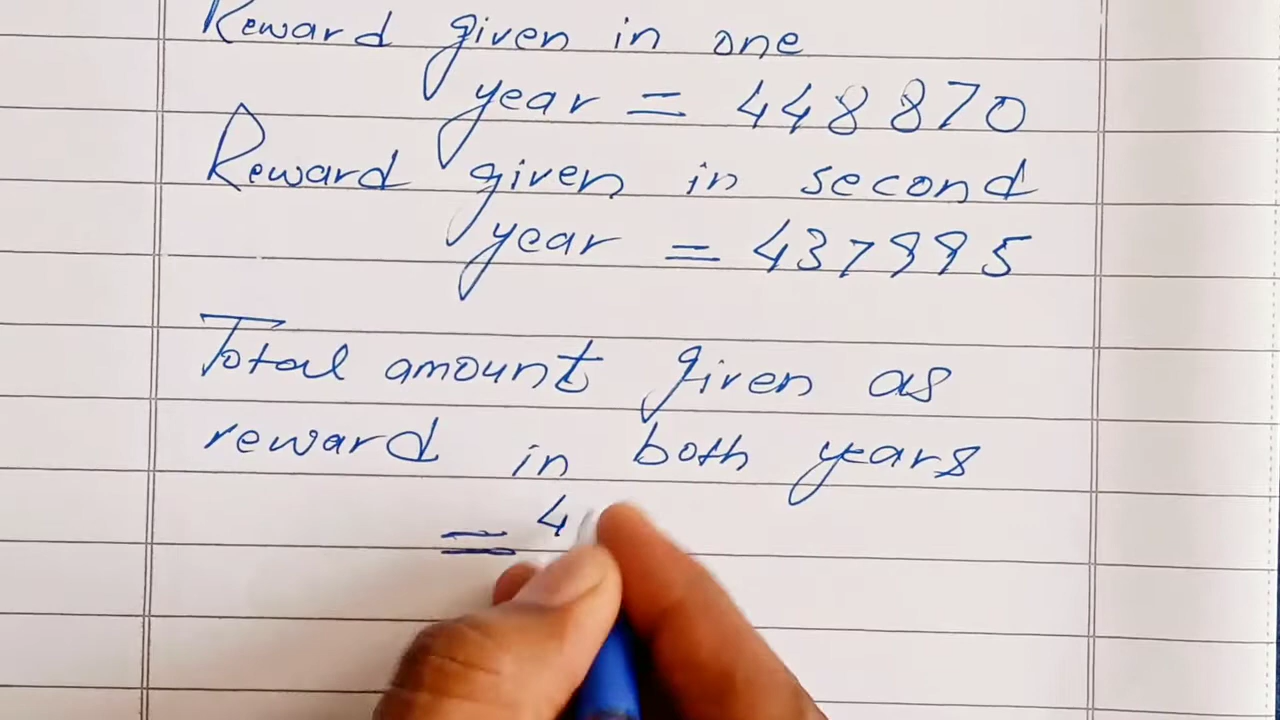 Reward given in one
year = 448870
Reward given in second
year = 437995
Total amount given as
reward in both years
= 4